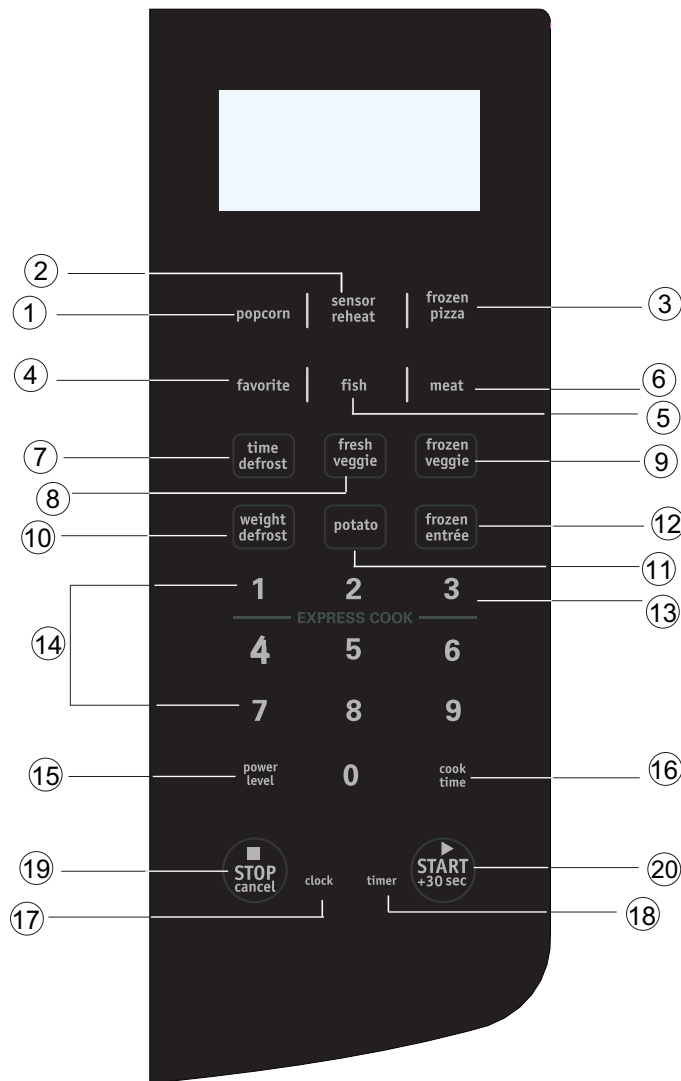 2
1
popcorn
sensor
reheat
frozen
pizza
3
4
favorite
fish
meat
6
5
7
time
defrost
fresh
veggie
frozen
veggie
9
8
10
weight
defrost
potato
frozen
entrée
12
11
1 2 3
13
EXPRESS COOK
14
4 5 6
7 8 9
15
power
level
0
cook
time
16
19
STOP
cancel
clock
timer
START
+30 sec
20
17
18